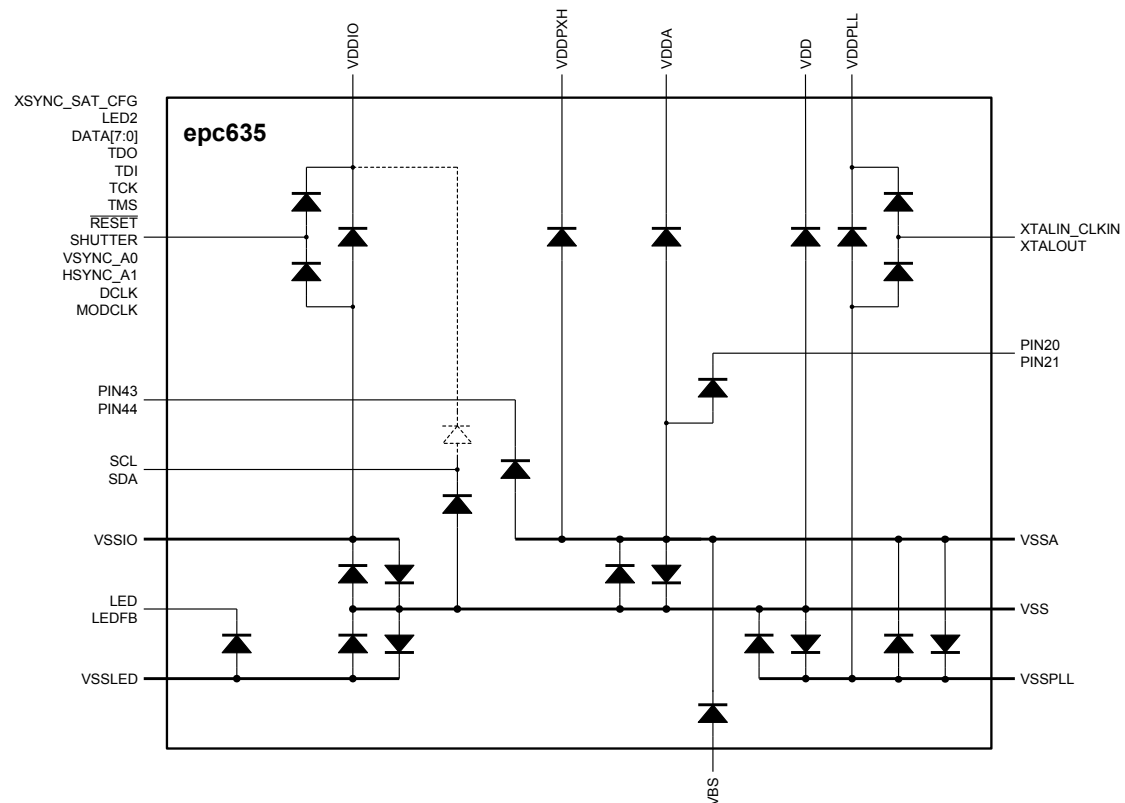 VDDIO
VDDPXH
VDDA
VDD
VDDPLL
XSYNC_SAT_CFG
LED2
DATA[7:0]
TDO
TDI
TCK
TMS
RESET
SHUTTER
VSYNC_A0
HSYNC_A1
DCLK
MODCLK
epc635
XTALIN_CLKIN
XTALOUT
PIN20
PIN21
PIN43
PIN44
SCL
SDA
VSSIO
VSSA
LED
LEDFB
VSS
VSSLED
VSSPLL
VBS